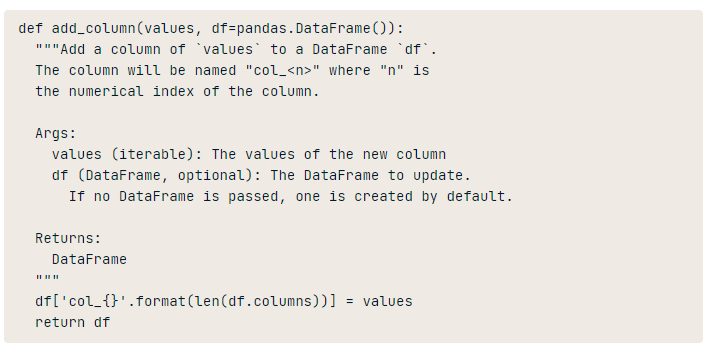 def add_column(values, df=pandas.DataFrame()):
  """Add a column of `values` to a DataFrame `df`.
  The column will be named "col_<n>" where "n" is
  the numerical index of the column.

  Args:
    values (iterable): The values of the new column
    df (DataFrame, optional): The DataFrame to update.
      If no DataFrame is passed, one is created by default.

  Returns:
    DataFrame
  """
  df['col_{}'.format(len(df.columns))] = values
  return df